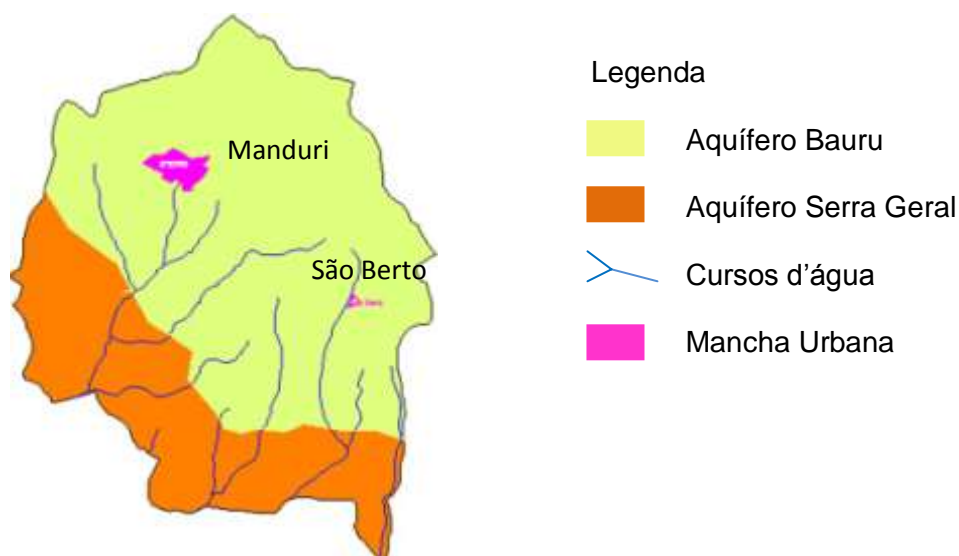 Manduri
São Berto
Legenda
Aquífero Bauru
Aquífero Serra Geral
Cursos d'água
Mancha Urbana